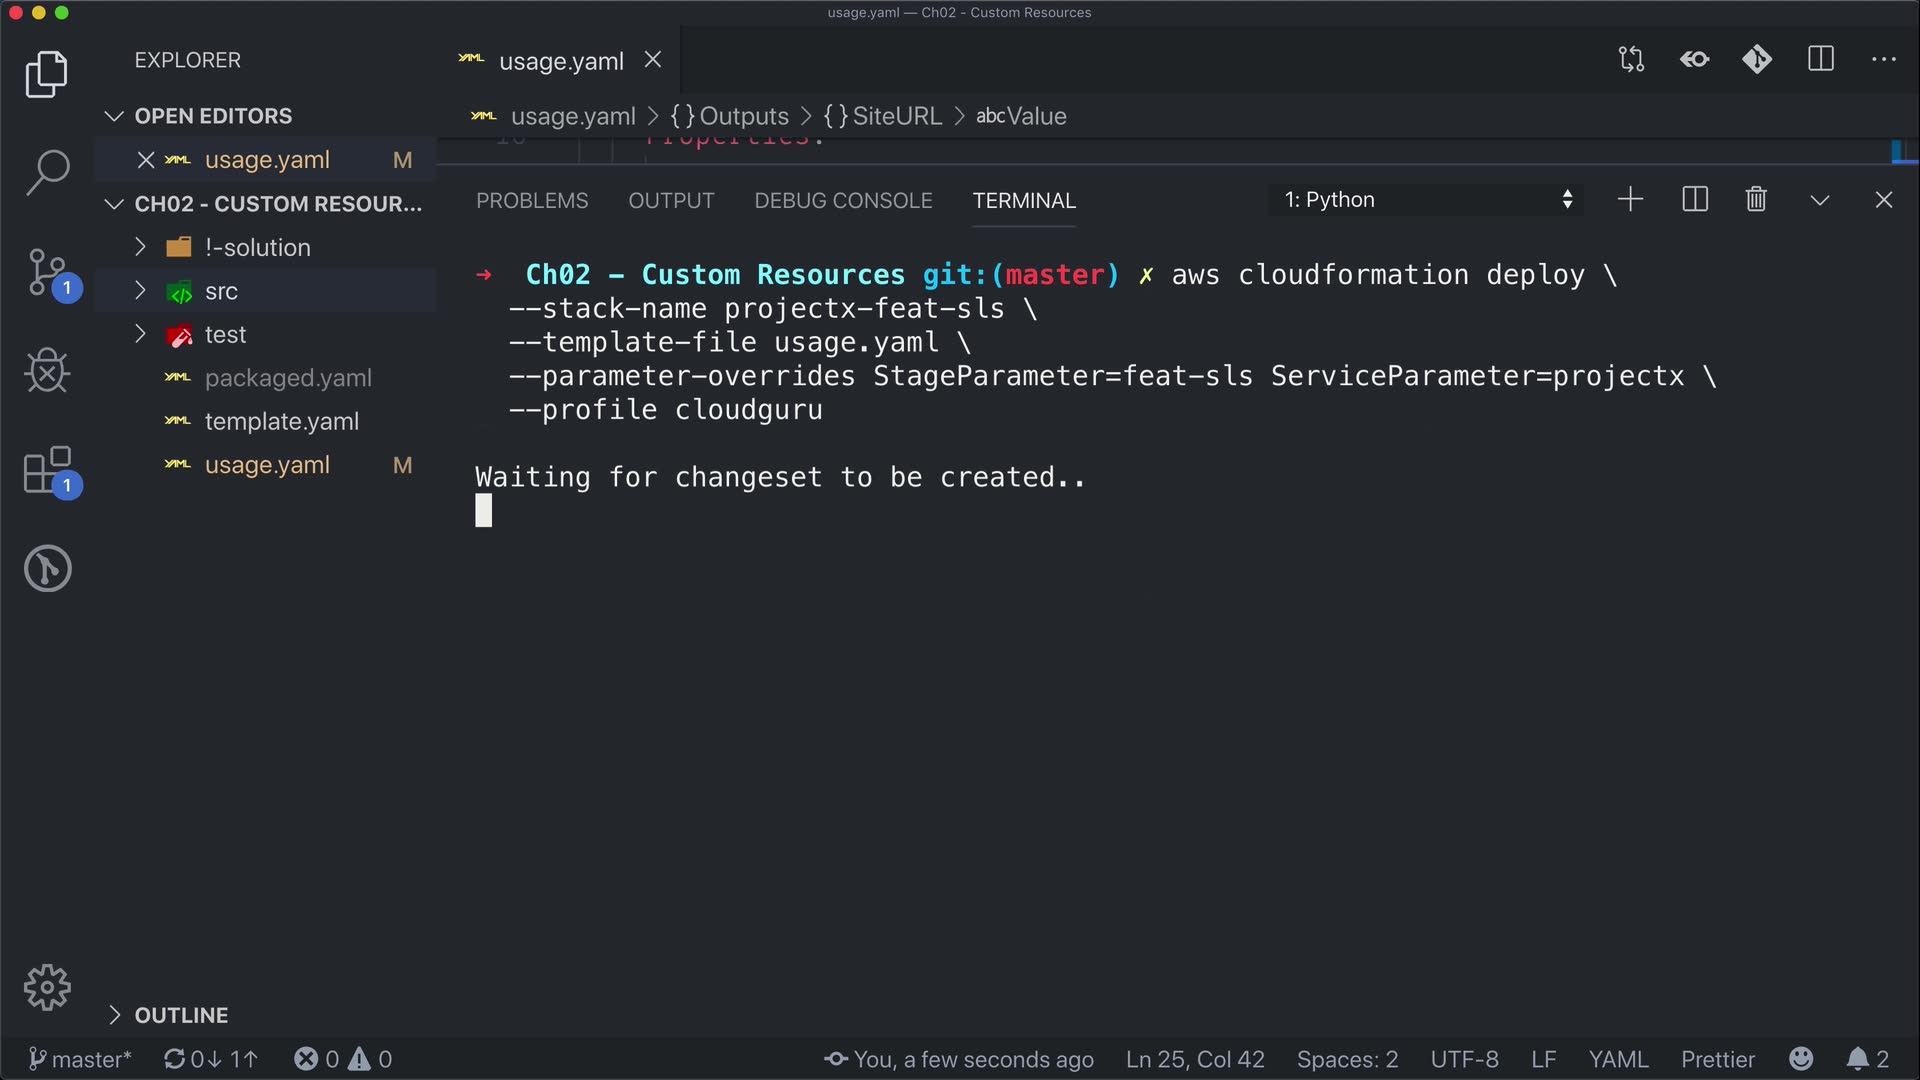 usage.yaml — Ch02 - Custom Resources
EXPLORER
usage.yaml
OPEN EDITORS
usage.yaml M
CH02 - CUSTOM RESOUR...
!-solution
src
test
packaged.yaml
template.yaml
usage.yaml M
OUTLINE
usage.yaml > {} Outputs > {} SiteURL > abc Value
Properties:
PROBLEMS OUTPUT DEBUG CONSOLE TERMINAL 1: Python
→ Ch02 - Custom Resources git:(master) ✗ aws cloudformation deploy \
--stack-name projectx-feat-sls \
--template-file usage.yaml \
--parameter-overrides StageParameter=feat-sls ServiceParameter=projectx \
--profile cloudguru
Waiting for changeset to be created..
1
1
master* 0↓ 1↑ 0 0 You, a few seconds ago Ln 25, Col 42 Spaces: 2 UTF-8 LF YAML Prettier 2